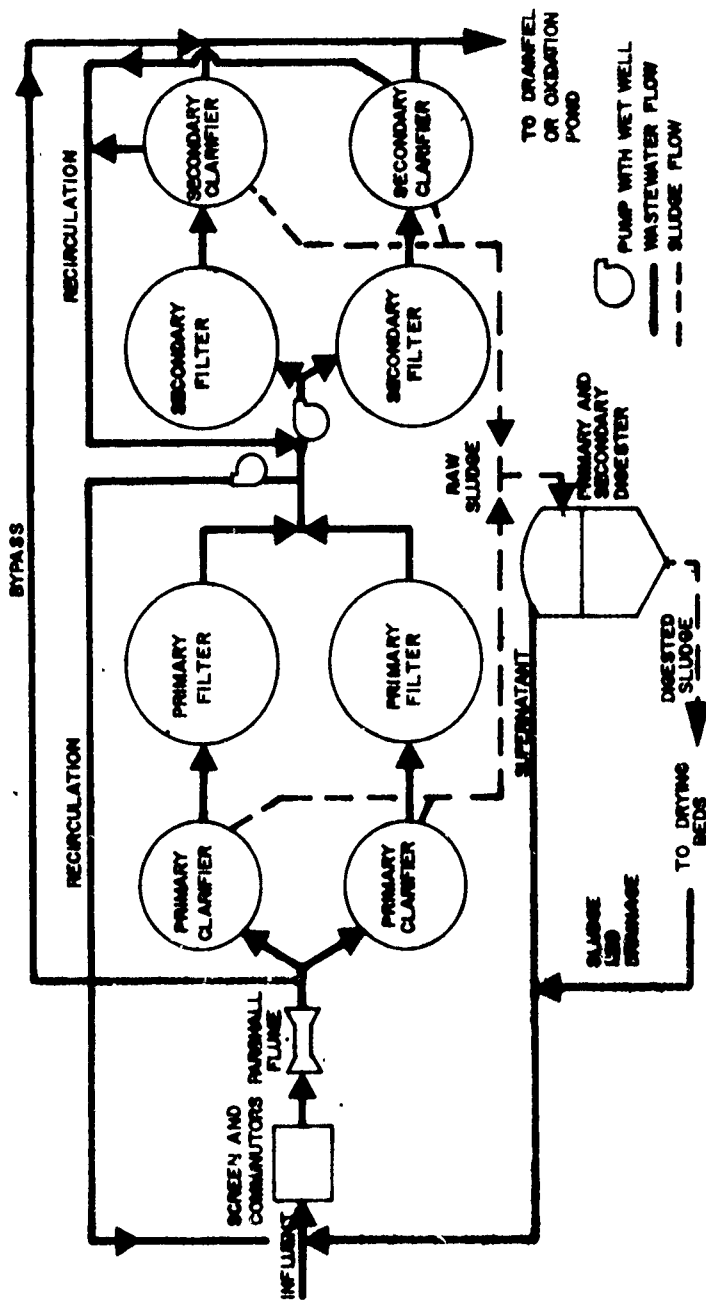 BYPASS
RECIRCULATION
RECIRCULATION
INFLUENT
SCREEN AND
PARSHALL
FLUME
PRIMARY
CLARIFIER
PRIMARY
CLARIFIER
PRIMARY
FILTER
PRIMARY
FILTER
SECONDARY
FILTER
SECONDARY
FILTER
SECONDARY
CLARIFIER
SECONDARY
CLARIFIER
TO DRAINFIEL
OR OXIDATION
POND
RAW
SLUDGE
SUPERNATANT
PRIMARY AND
SECONDARY
DIGESTER
DIGESTED
SLUDGE
TO DRYING
BEDS
SLUDGE
DRAINAGE
PUMP WITH WET WELL
WASTEWATER FLOW
SLUDGE FLOW